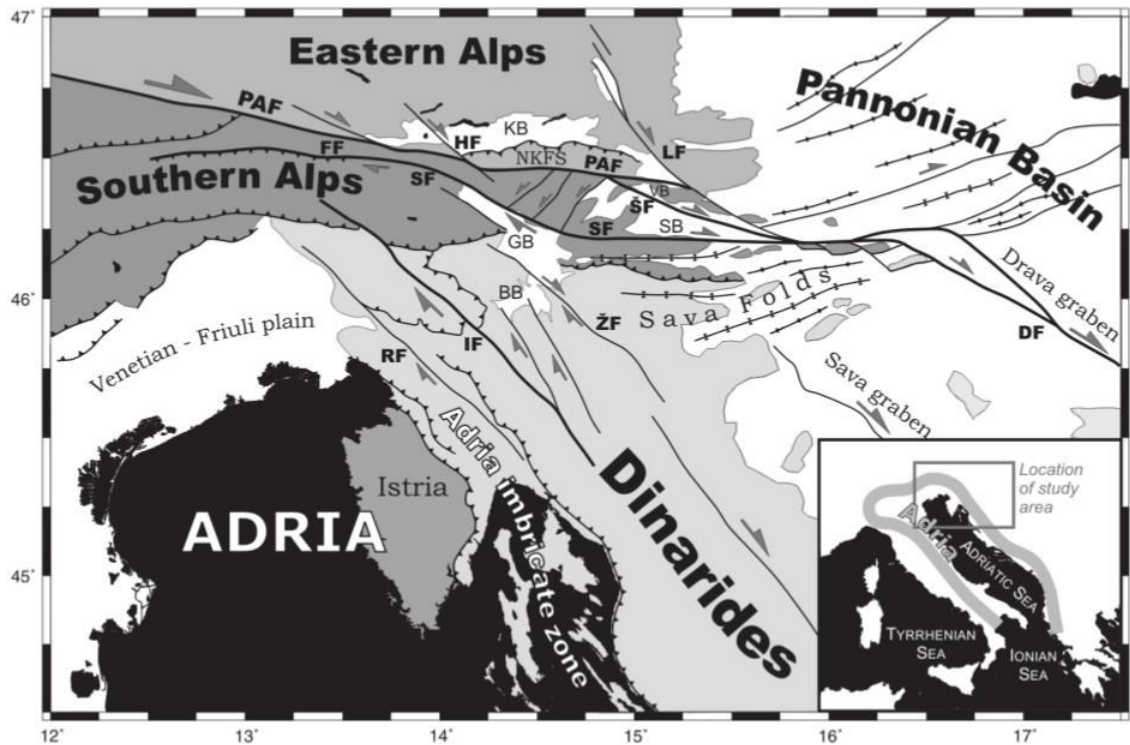 47°
46°
45°
12°
13°
14°
15°
16°
17°
Eastern Alps
Pannonian Basin
PAF
HF
KB
FF
NKFS
PAF
LF
Southern Alps
SF
VB
ŠF
SF
SB
GB
BB
Sava Folds
ŽF
Drava graben
DF
Venetian - Friuli plain
RF
IF
Sava graben
Adria imbricate zone
Istria
ADRIA
Dinarides
Location
of study
area
Adria
ADRIATIC SEA
TYRRHENIAN
SEA
IONIAN
SEA